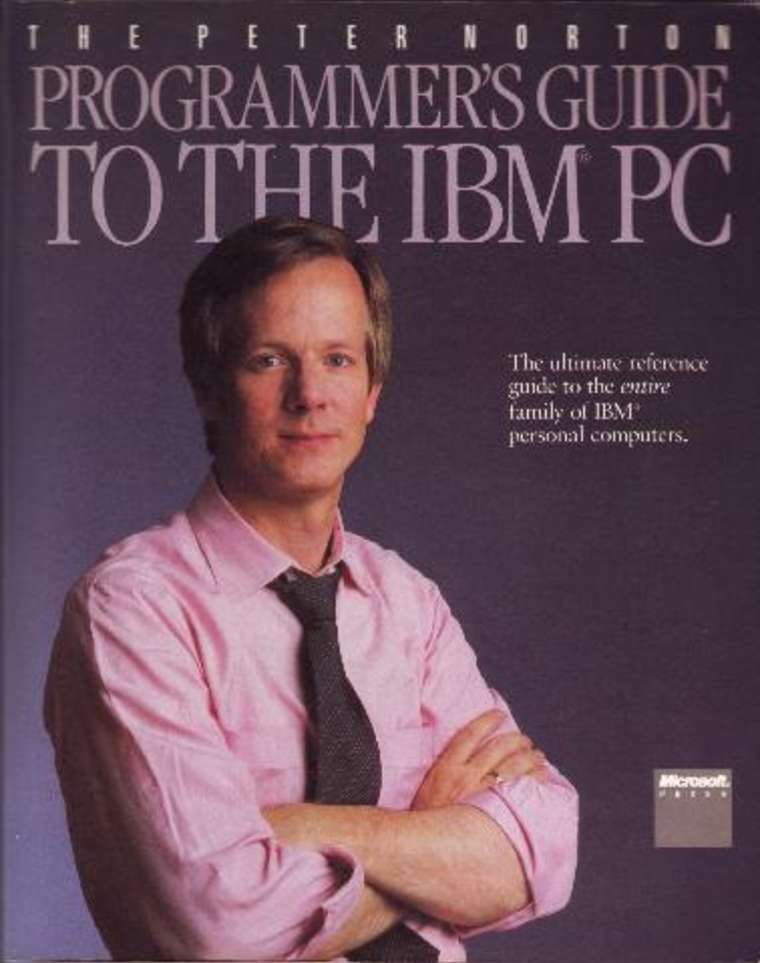 THE PETER NORTON
PROGRAMMER'S GUIDE
TO THE IBM® PC
The ultimate reference
guide to the entire
family of IBM®
personal computers.
Microsoft.
PRESS